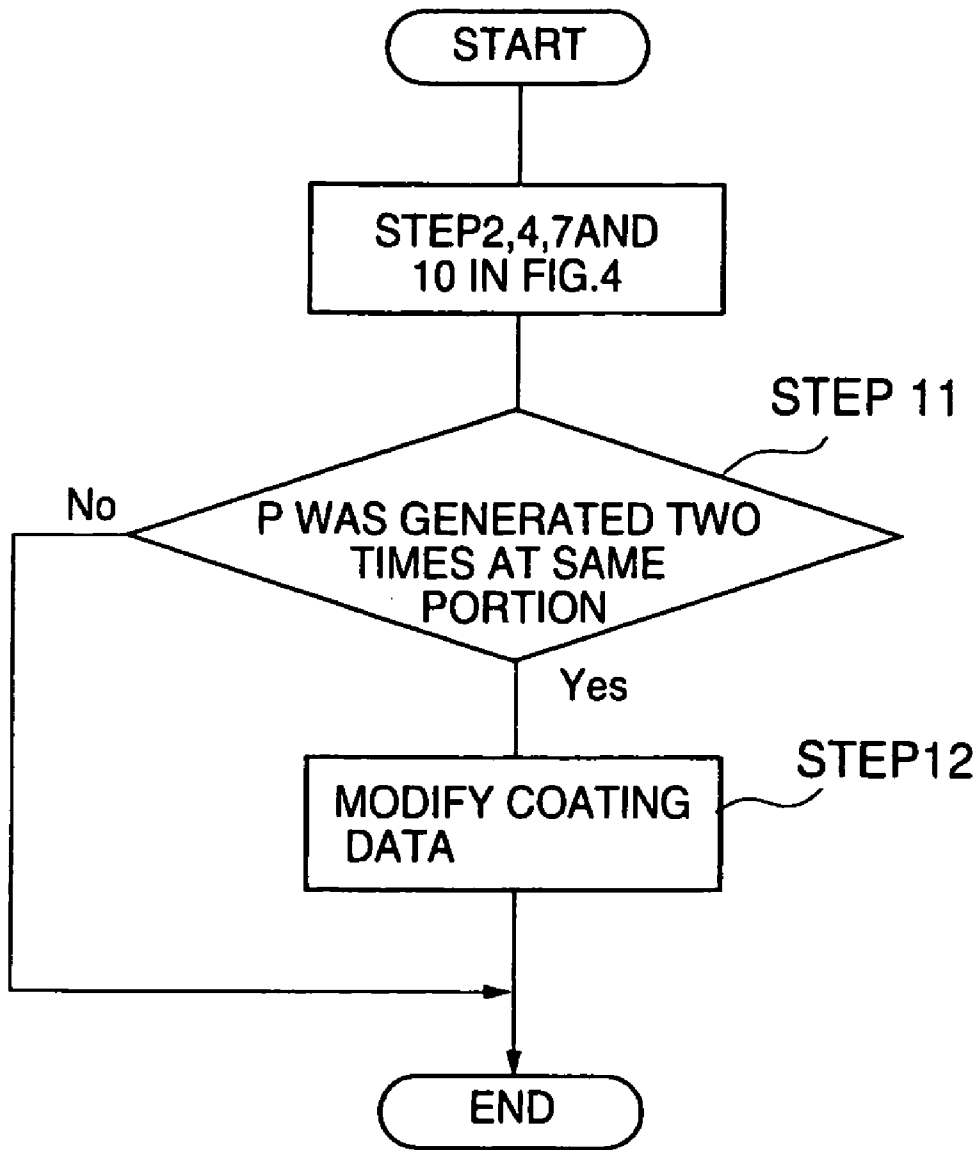 START
STEP2,4,7AND
10 IN FIG.4
STEP 11
No
P WAS GENERATED TWO
TIMES AT SAME
PORTION
Yes
STEP12
MODIFY COATING
DATA
END